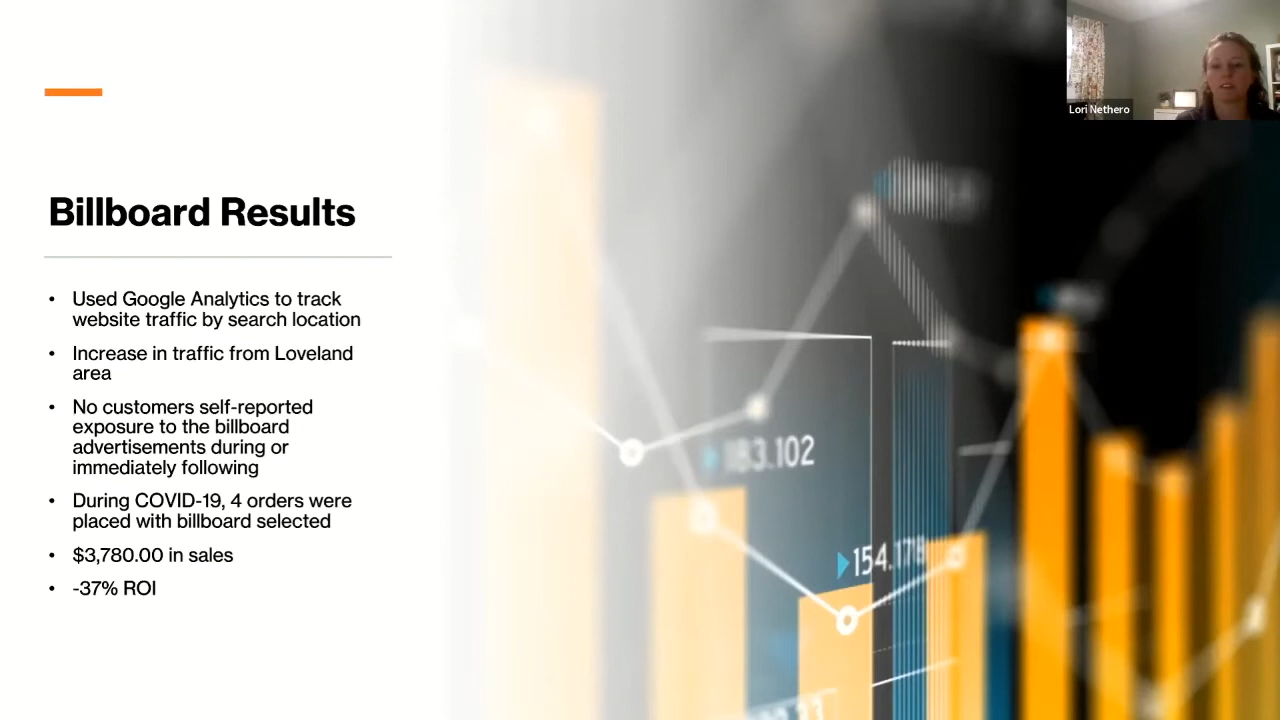 Lori Nethero
Billboard Results
• Used Google Analytics to track
website traffic by search location
• Increase in traffic from Loveland
area
• No customers self-reported
exposure to the billboard
advertisements during or
immediately following
• During COVID-19, 4 orders were
placed with billboard selected
• $3,780.00 in sales
• -37% ROI
154.178